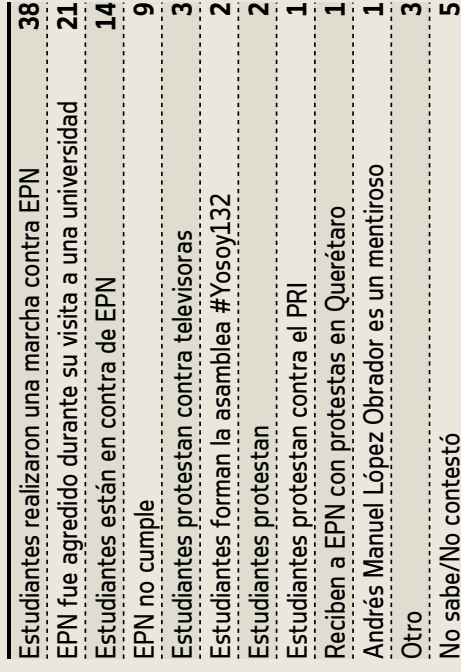 Estudiantes realizaron una marcha contra EPN 38
EPN fue agredido durante su visita a una universidad 21
Estudiantes están en contra de EPN 14
EPN no cumple 9
Estudiantes protestan contra televisoras 3
Estudiantes forman la asamblea #Yosoy132 2
Estudiantes protestan 2
Estudiantes protestan contra el PRI 1
Reciben a EPN con protestas en Querétaro 1
Andrés Manuel López Obrador es un mentiroso 1
Otro 3
No sabe/No contestó 5